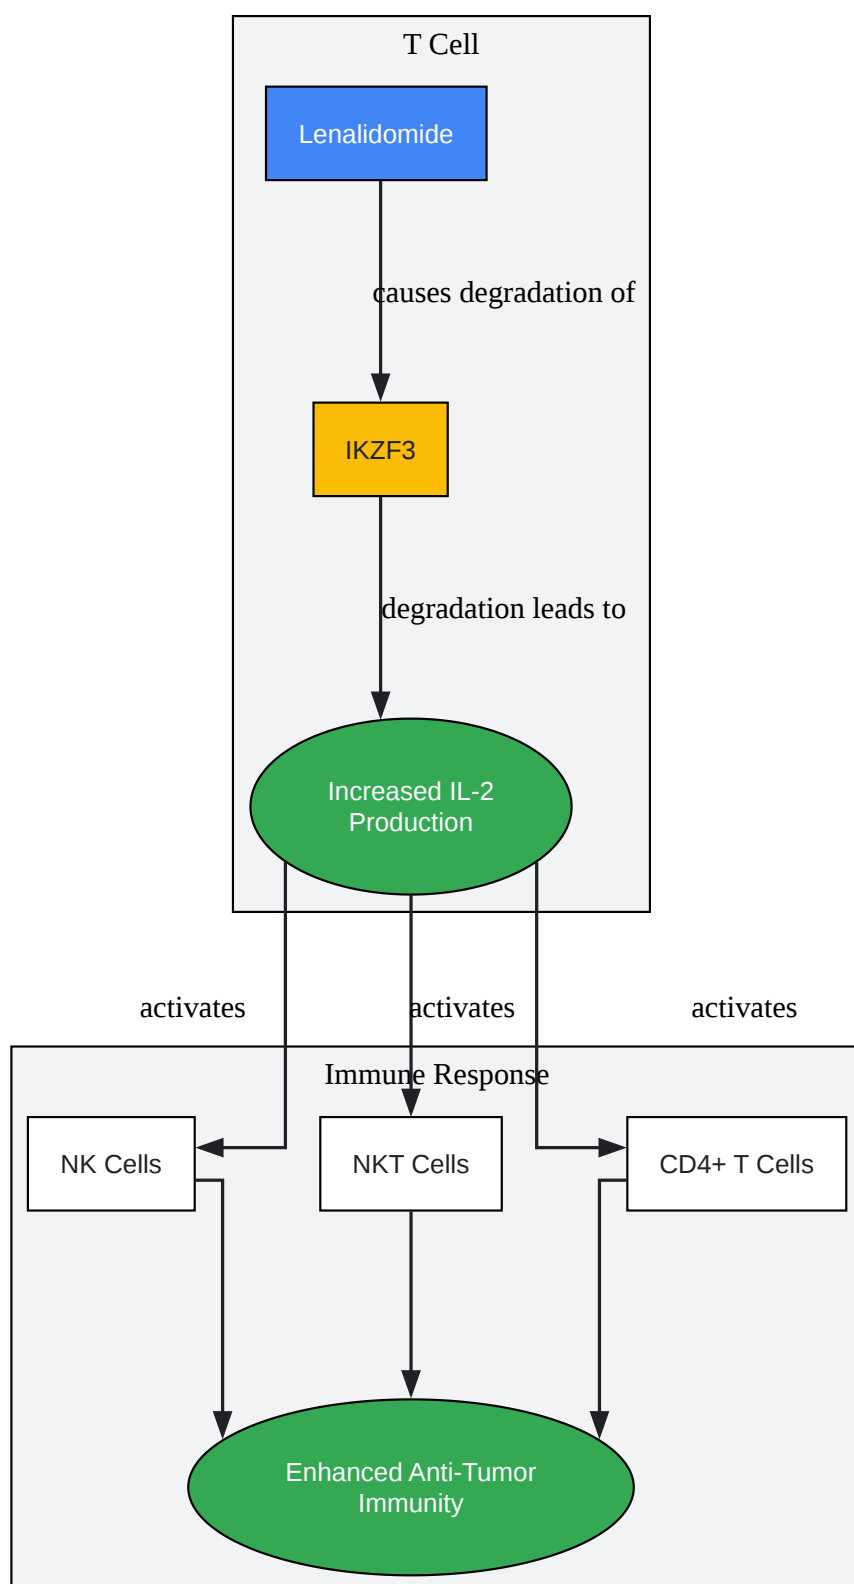 T Cell
Lenalidomide
causes degradation of
IKZF3
degradation leads to
Increased IL-2
Production
activates
activates
activates
Immune Response
NK Cells
NKT Cells
CD4+ T Cells
Enhanced Anti-Tumor
Immunity